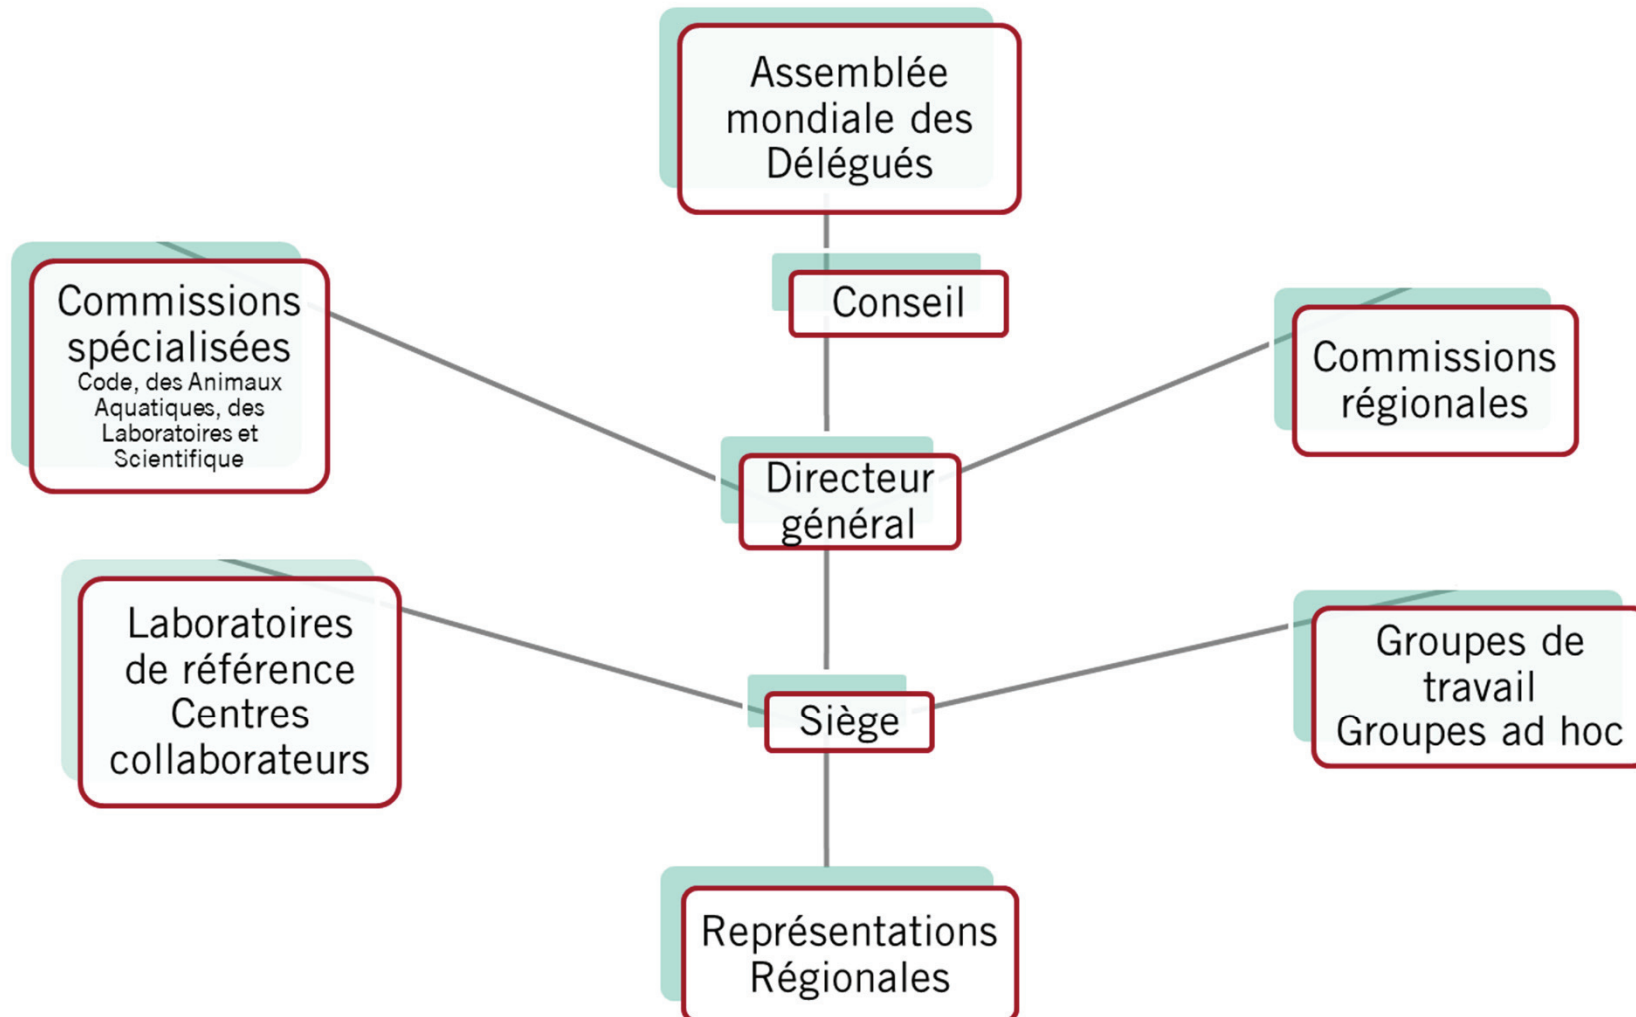 Assemblée
mondiale des
Délégués
Conseil
Commissions
spécialisées
Code, des Animaux
Aquatiques, des
Laboratoires et
Scientifique
Commissions
régionales
Directeur
général
Laboratoires
de référence
Centres
collaborateurs
Siège
Groupes de
travail
Groupes ad hoc
Représentations
Régionales